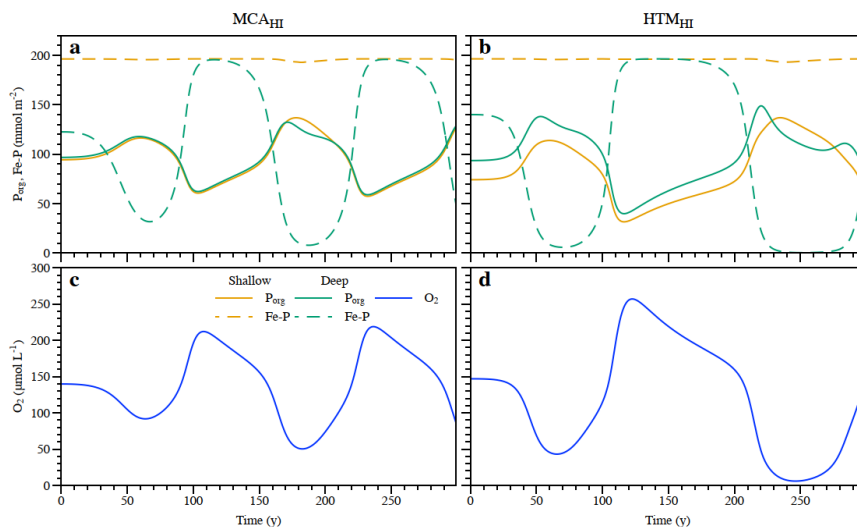 MCA_HI
HTM_HI
a
b
P_org, Fe-P (mmol m⁻²)
200
150
100
50
0
c
d
Shallow Deep
P_org P_org O₂
Fe-P Fe-P
O₂ (μmol L⁻¹)
300
250
200
150
100
50
0
0 50 100 150 200 250
0 50 100 150 200 250
Time (y)
Time (y)